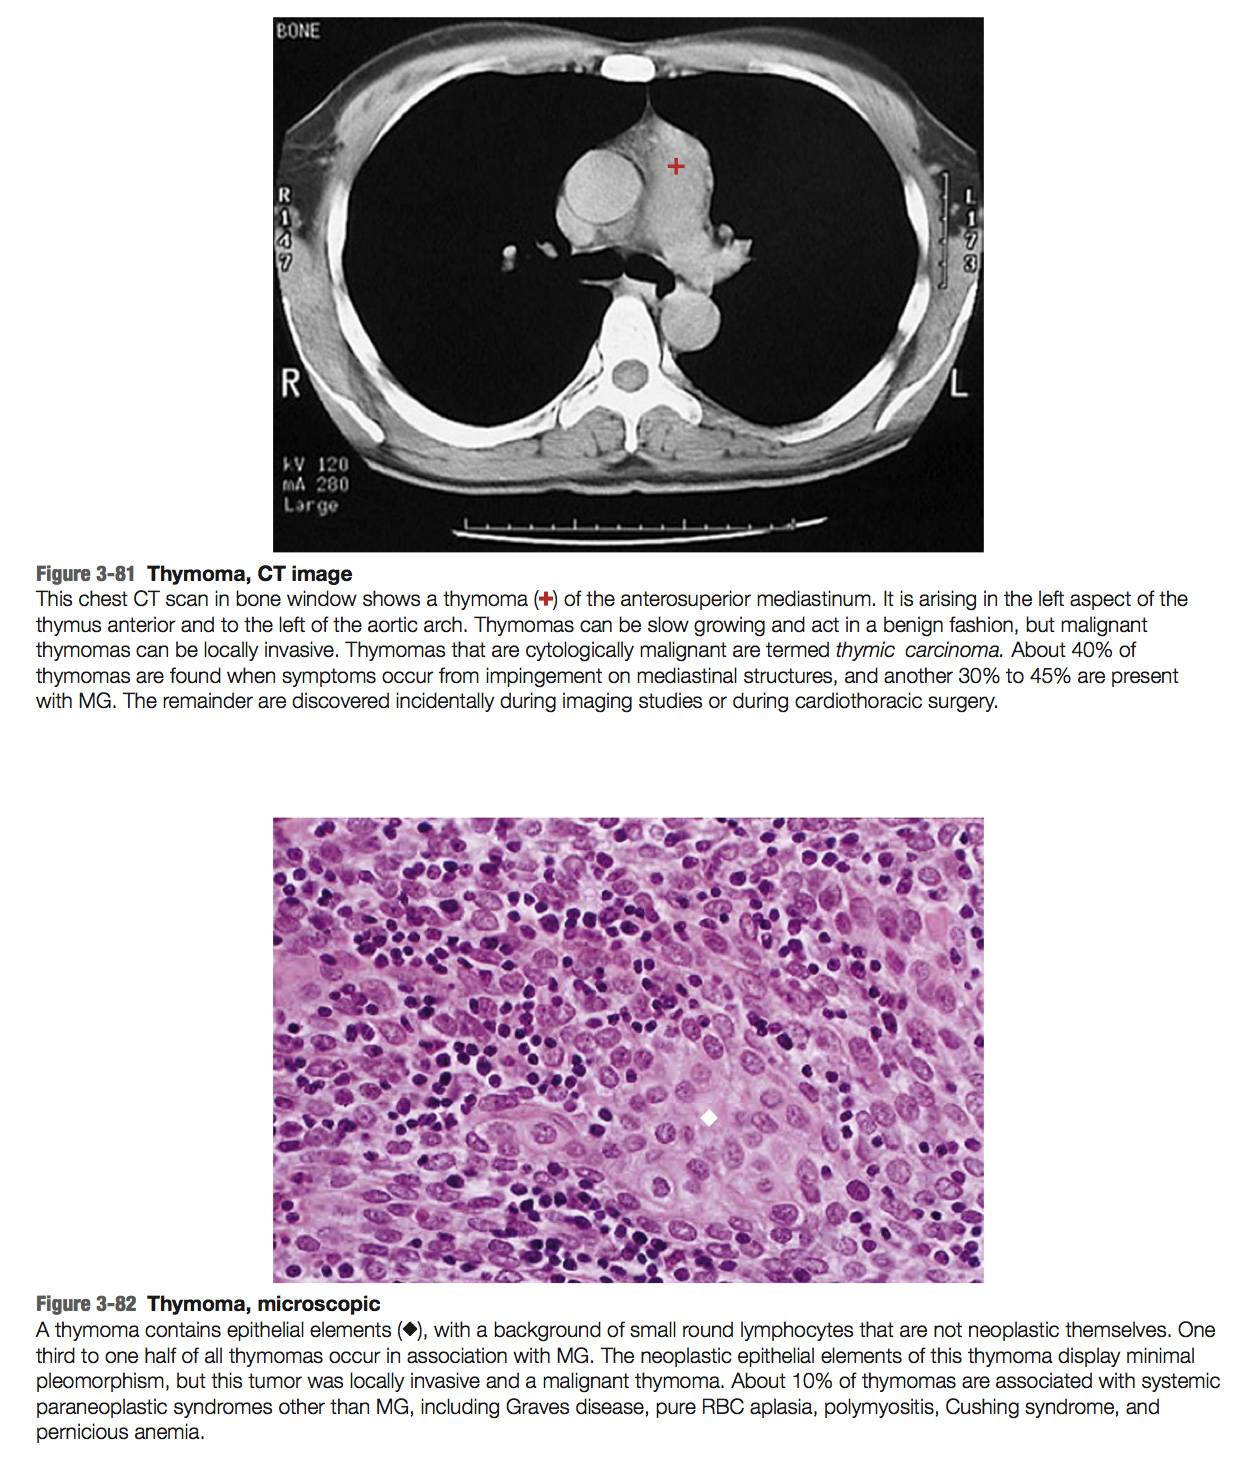 BONE
R
147
L
173
R
L
kV 120
mA 280
Large
Figure 3-81 Thymoma, CT image
This chest CT scan in bone window shows a thymoma (+) of the anterosuperior mediastinum. It is arising in the left aspect of the
thymus anterior and to the left of the aortic arch. Thymomas can be slow growing and act in a benign fashion, but malignant
thymomas can be locally invasive. Thymomas that are cytologically malignant are termed thymic carcinoma. About 40% of
thymomas are found when symptoms occur from impingement on mediastinal structures, and another 30% to 45% are present
with MG. The remainder are discovered incidentally during imaging studies or during cardiothoracic surgery.
Figure 3-82 Thymoma, microscopic
A thymoma contains epithelial elements (◆), with a background of small round lymphocytes that are not neoplastic themselves. One
third to one half of all thymomas occur in association with MG. The neoplastic epithelial elements of this thymoma display minimal
pleomorphism, but this tumor was locally invasive and a malignant thymoma. About 10% of thymomas are associated with systemic
paraneoplastic syndromes other than MG, including Graves disease, pure RBC aplasia, polymyositis, Cushing syndrome, and
pernicious anemia.